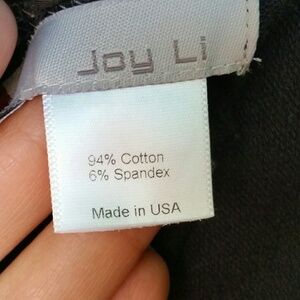 Joy Li
94% Cotton
6% Spandex
Made in USA